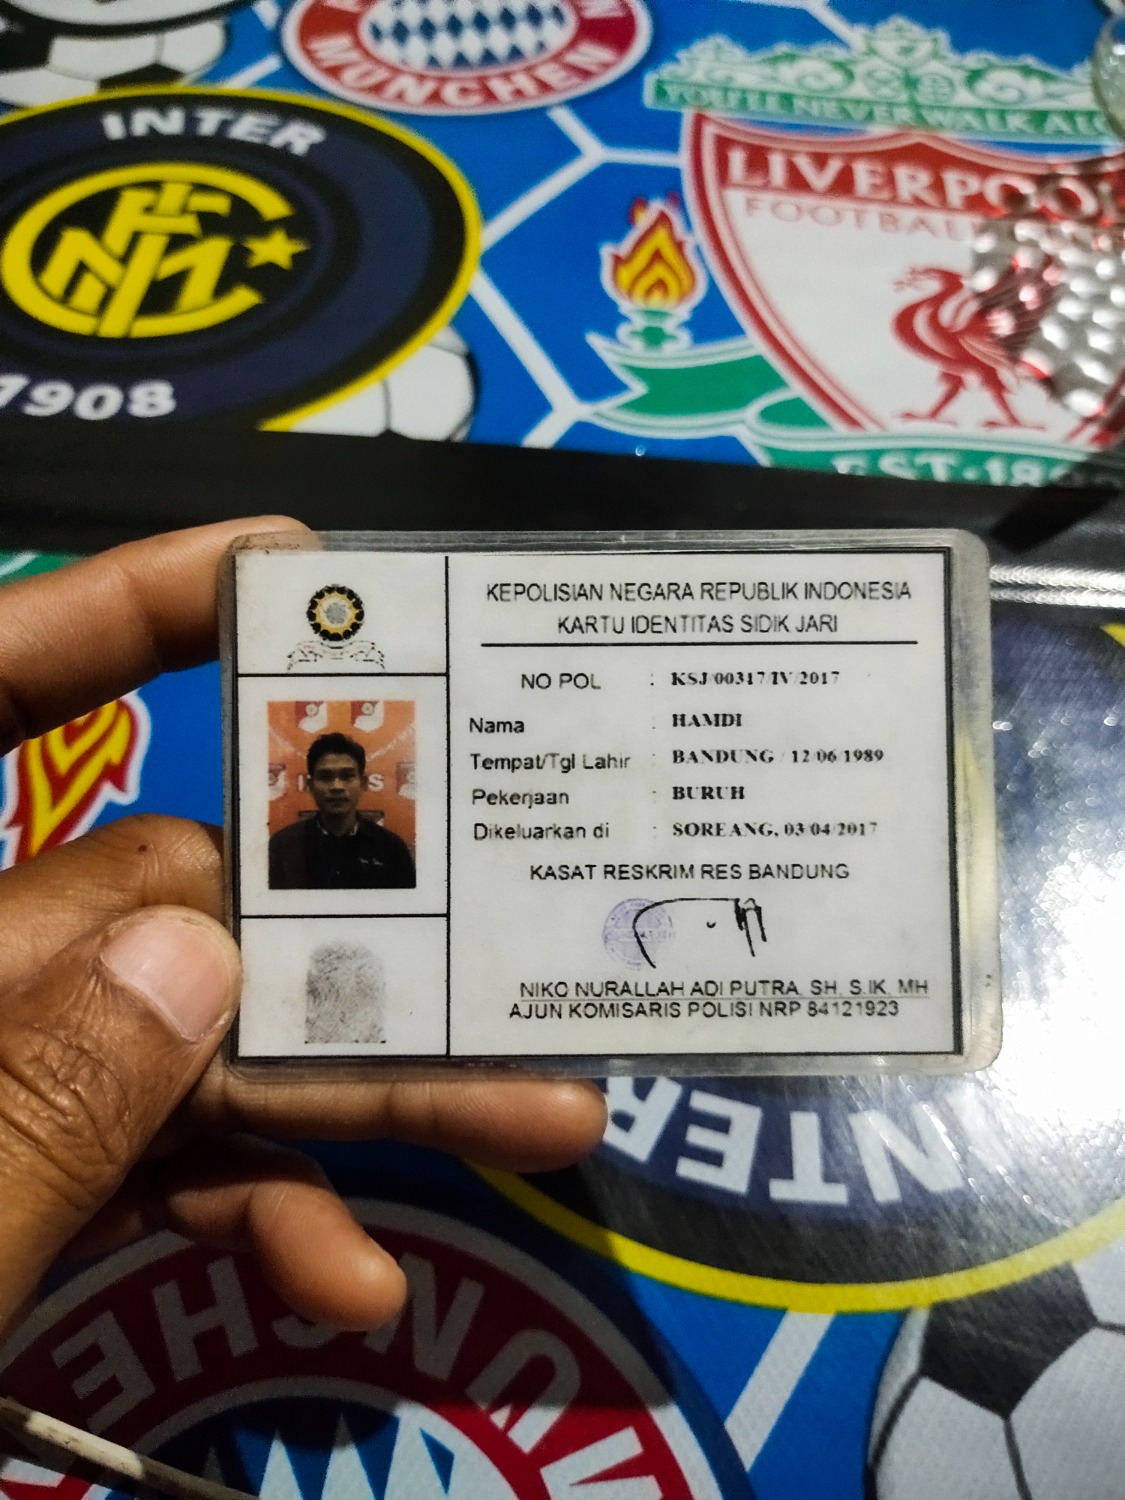 MUNCHEN
INTER
1908
YOU'LL NEVER WALK
LIVERPOOL
FOOTBALL
EST·18
KEPOLISIAN NEGARA REPUBLIK INDONESIA
KARTU IDENTITAS SIDIK JARI
NO POL : KSJ/00317/IV/2017
Nama : HAMDI
Tempat/Tgl Lahir : BANDUNG / 12/06/1989
Pekerjaan : BURUH
Dikeluarkan di : SOREANG, 03/04/2017
KASAT RESKRIM RES BANDUNG
NIKO NURALLAH ADI PUTRA, SH, S.IK, MH
AJUN KOMISARIS POLISI NRP 84121923
INTER
MUNCHE